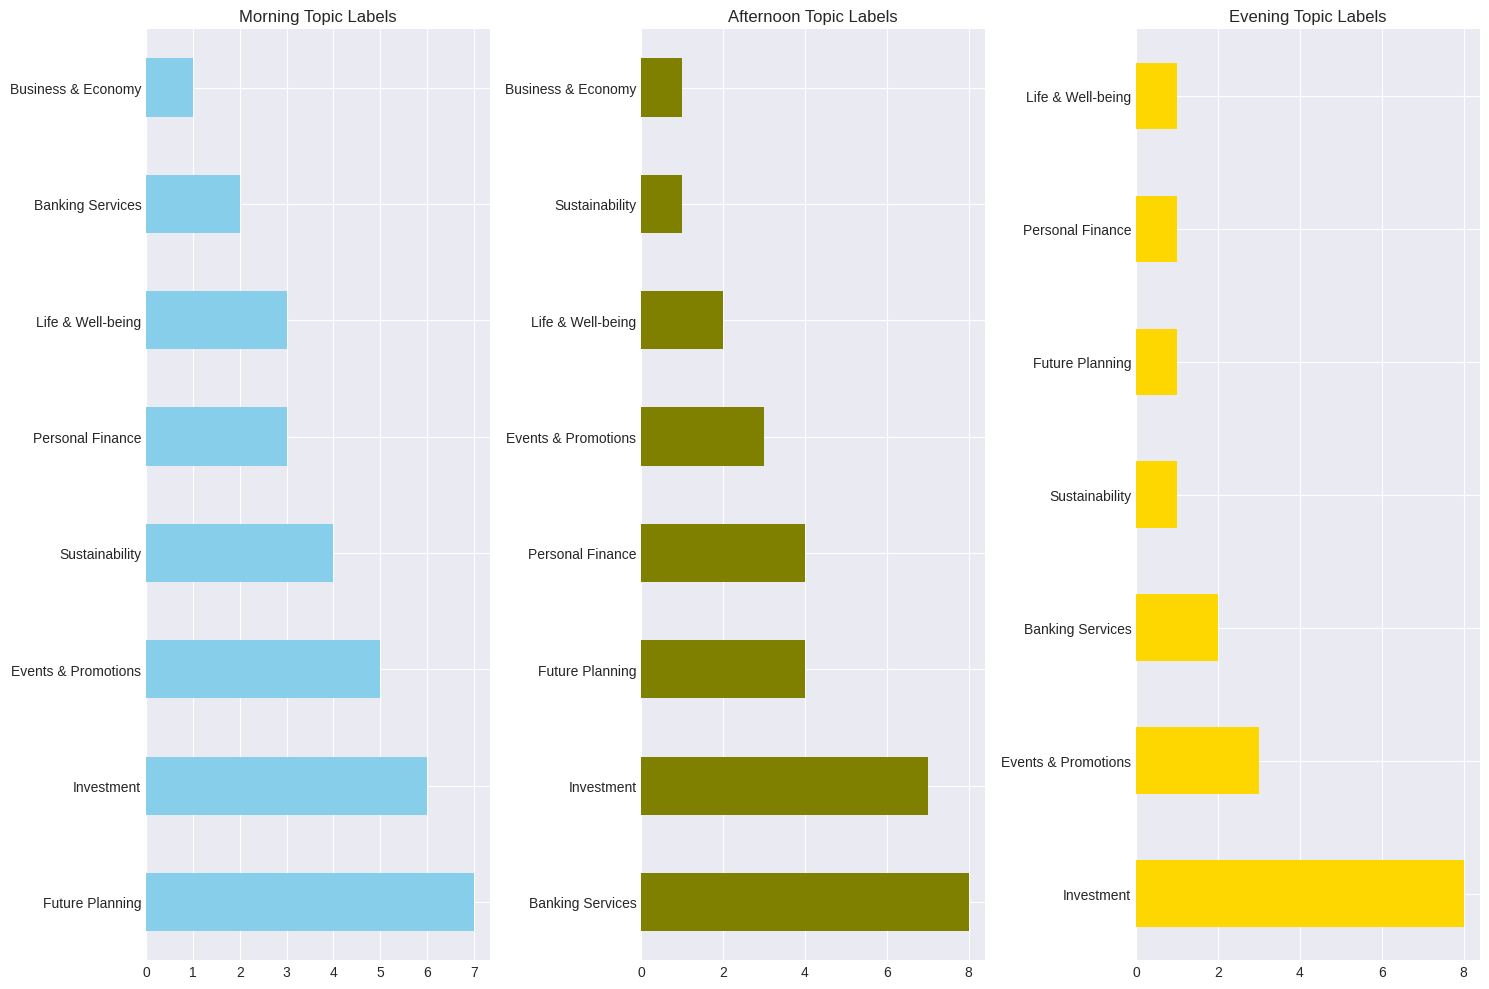 Morning Topic Labels
Business & Economy
Banking Services
Life & Well-being
Personal Finance
Sustainability
Events & Promotions
Investment
Future Planning
0 1 2 3 4 5 6 7
Afternoon Topic Labels
Business & Economy
Sustainability
Life & Well-being
Events & Promotions
Personal Finance
Future Planning
Investment
Banking Services
0 2 4 6 8
Evening Topic Labels
Life & Well-being
Personal Finance
Future Planning
Sustainability
Banking Services
Events & Promotions
Investment
0 2 4 6 8